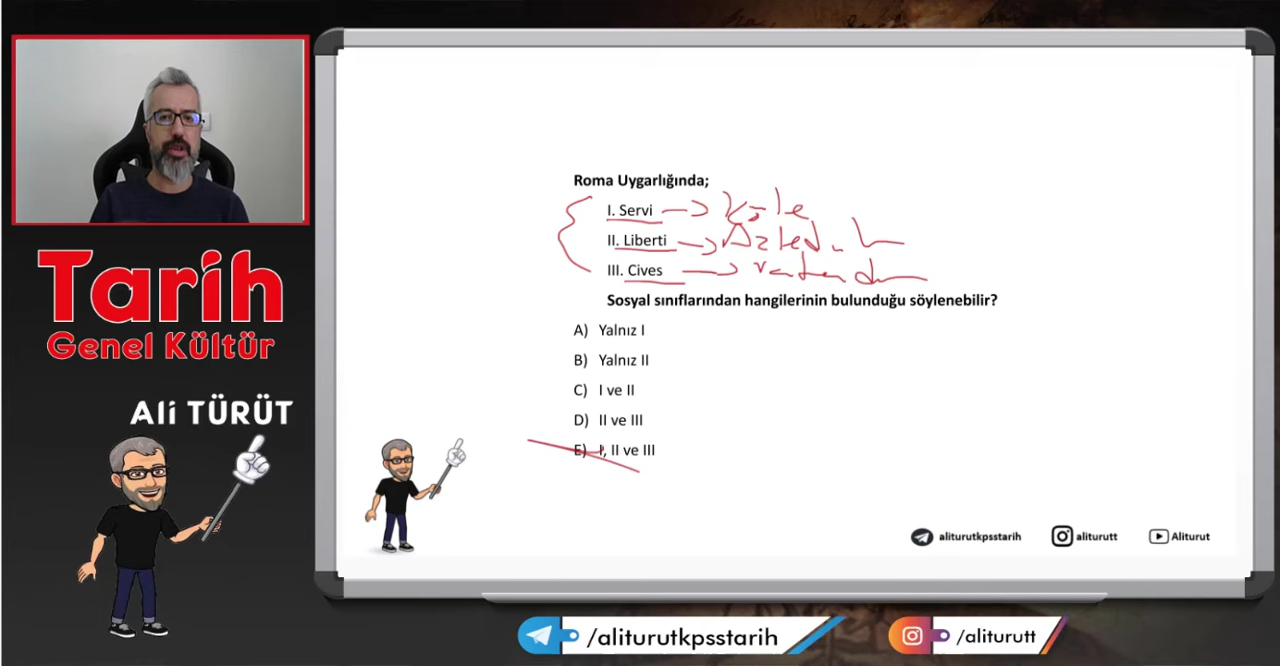 Tarih
Genel Kültür
Ali TÜRÜT
Roma Uygarlığında;
I. Servi → Köle
II. Liberti →
III. Cives → vatandaş
Sosyal sınıflarından hangilerinin bulunduğu söylenebilir?
A) Yalnız I
B) Yalnız II
C) I ve II
D) II ve III
E) I, II ve III
aliturutkpsstarih aliturutt Aliturut
/aliturutkpsstarih /aliturutt